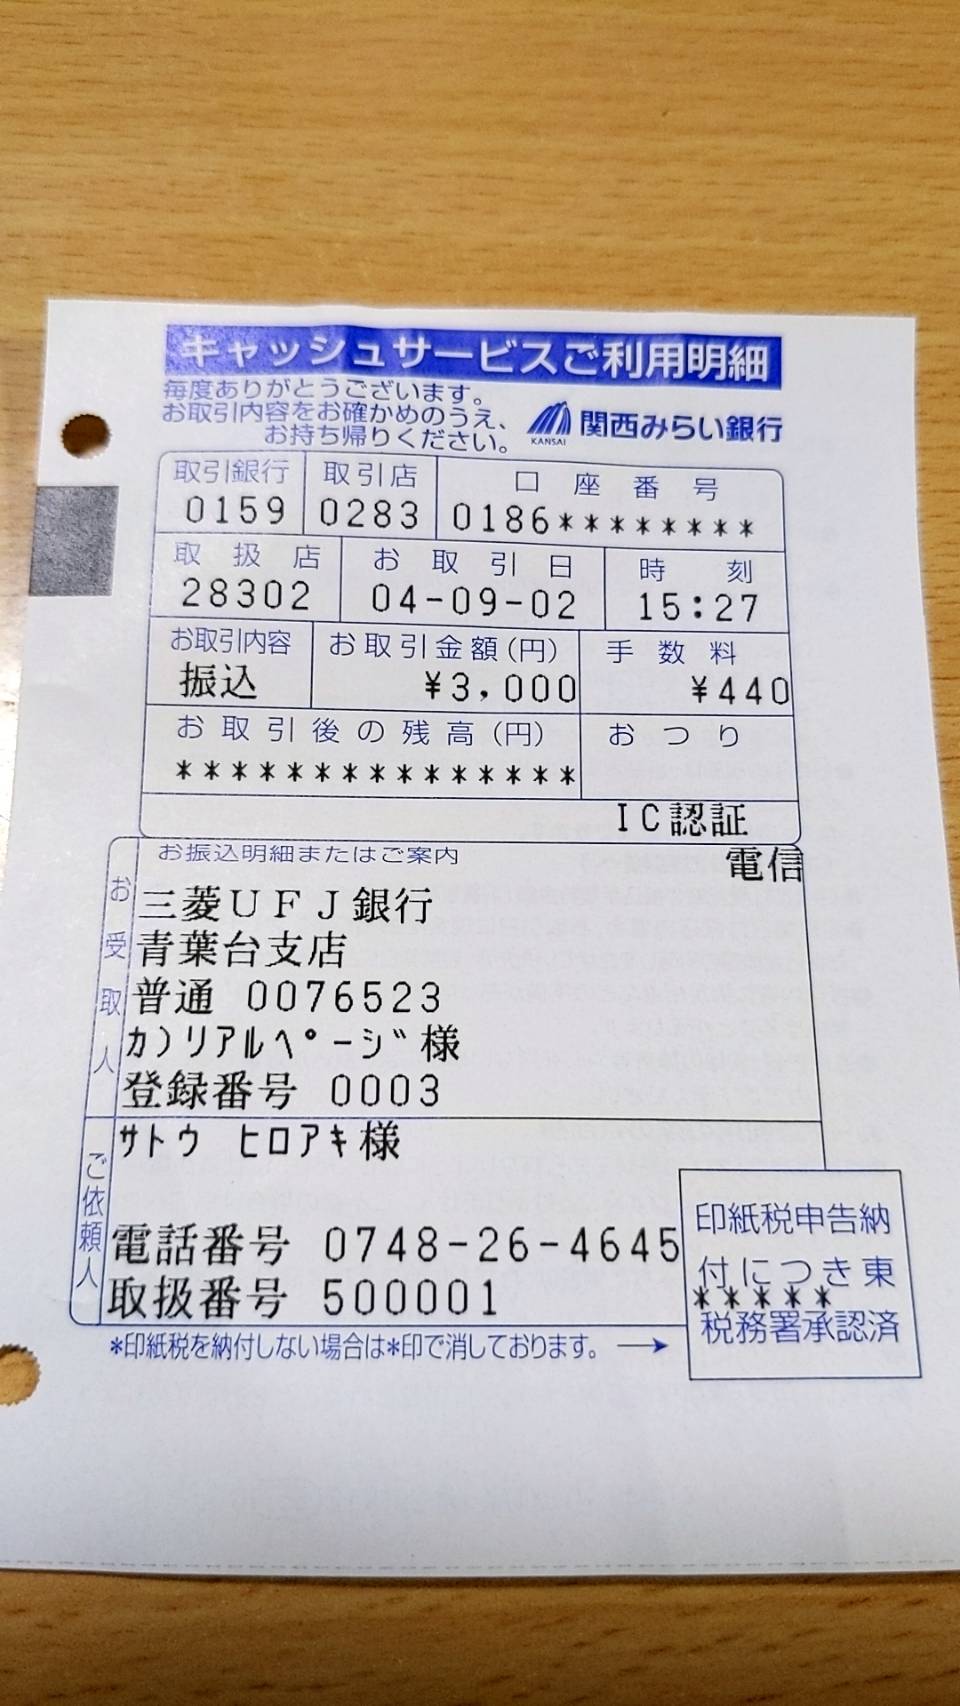 キャッシュサービスご利用明細
毎度ありがとうございます。
お取引内容をお確かめのうえ、
お持ち帰りください。
KANSAI 関西みらい銀行
取引銀行 取引店 口座番号
0159 0283 0186********
取扱店 お取引日 時刻
28302 04-09-02 15:27
お取引内容 お取引金額(円) 手数料
振込 ¥3,000 ¥440
お取引後の残高(円) おつり
***************
IC認証
お振込明細またはご案内 電信
お受取人
三菱UFJ銀行
青葉台支店
普通 0076523
カ)リアルペ゜ージ様
登録番号 0003
ご依頼人
サトウ ヒロアキ様
電話番号 0748-26-4645
取扱番号 500001
印紙税申告納
付につき東
*****
税務署承認済
*印紙税を納付しない場合は*印で消しております。→